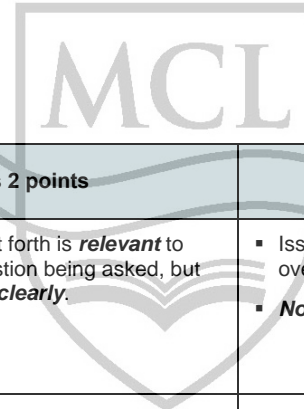 MCL
2 points
t forth is relevant to
stion being asked, but
clearly.
▪ Iss
ove
▪ No